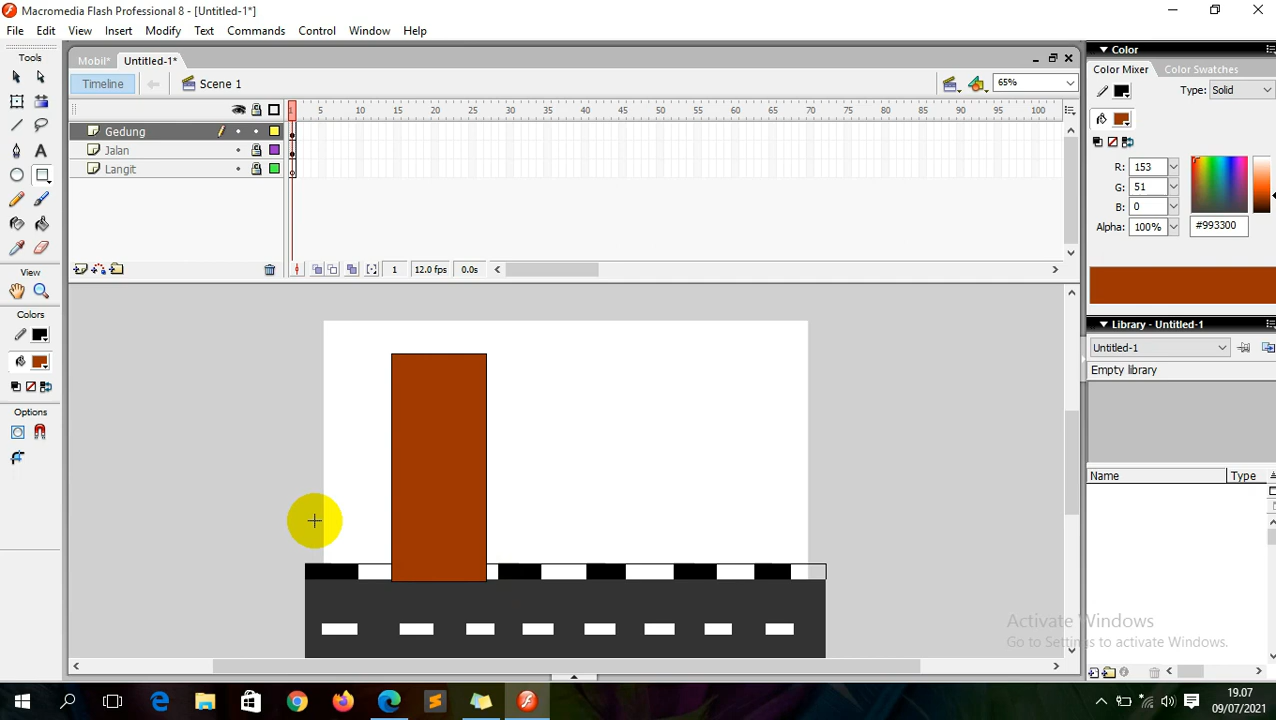 Macromedia Flash Professional 8 - [Untitled-1*]
File Edit View Insert Modify Text Commands Control Window Help
Tools
Mobil* Untitled-1*
Timeline Scene 1 65%
5 10 15 20 25 30 35 40 45 50 55 60 65 70 75 80 85 90 95 100
Gedung
Jalan
Langit
1 12.0 fps 0.0s
View
Colors
Options
Color
Color Mixer Color Swatches
Type: Solid
R: 153
G: 51
B: 0
Alpha: 100% #993300
Library - Untitled-1
Untitled-1
Empty library
Name Type
Activate Windows
Go to Settings to activate Windows.
19.07
09/07/2021